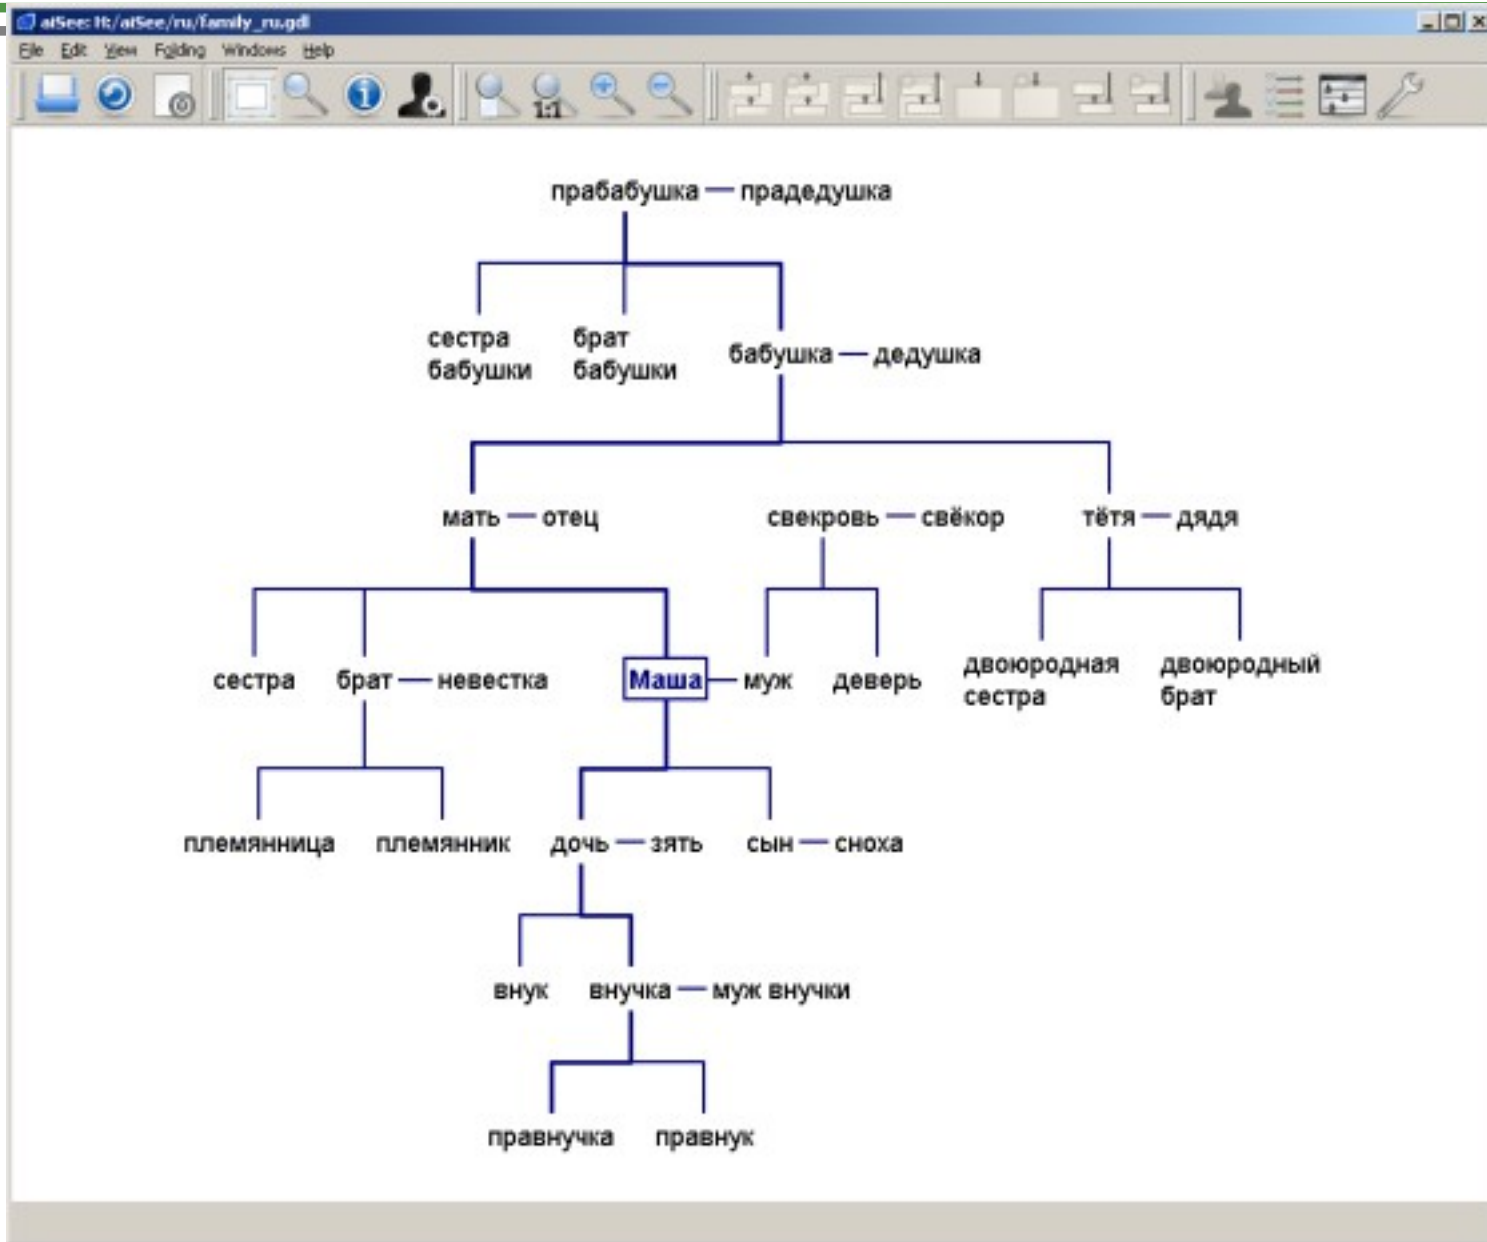 aiSee: H:/aiSee/ru/family_ru.gdl
File Edit View Folding Windows Help
1:1
прабабушка прадедушка
сестра бабушки
брат бабушки
бабушка дедушка
мать отец свекровь свёкор тётя дядя
сестра брат невестка Маша муж деверь
двоюродная сестра
двоюродный брат
племянница племянник дочь зять сын сноха
внук внучка муж внучки
правнучка правнук